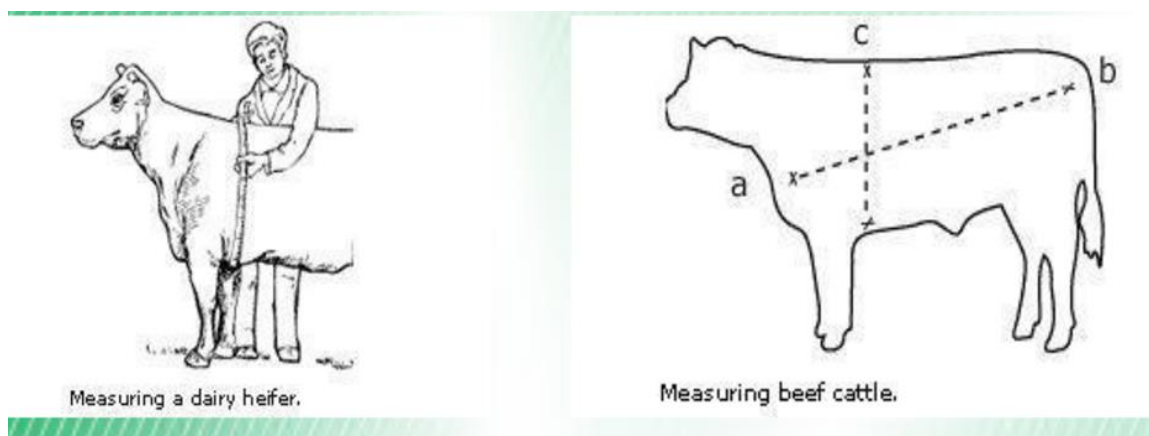 c
b
a
Measuring a dairy heifer.
Measuring beef cattle.